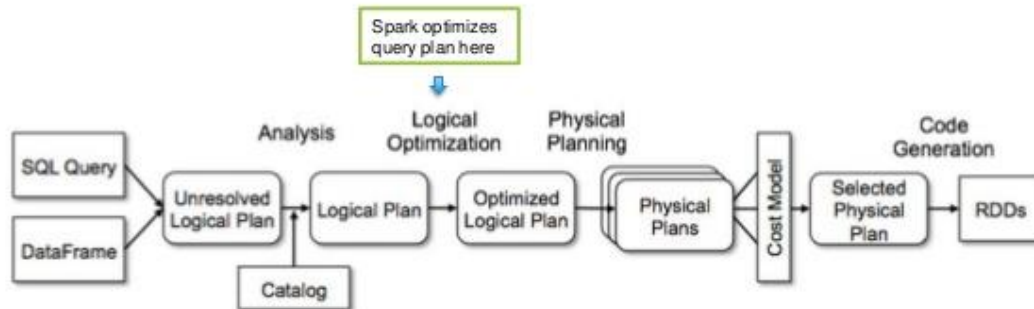 Spark optimizes
query plan here
Analysis
Logical
Optimization
Physical
Planning
Code
Generation
SQL Query
DataFrame
Unresolved
Logical Plan
Catalog
Logical Plan
Optimized
Logical Plan
Physical
Plans
Cost Model
Selected
Physical
Plan
RDDs